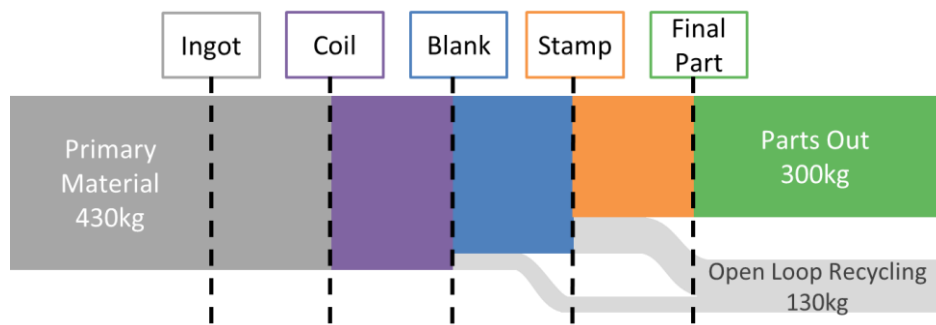 Ingot
Coil
Blank
Stamp
Final
Part
Primary
Material
430kg
Parts Out
300kg
Open Loop Recycling
130kg